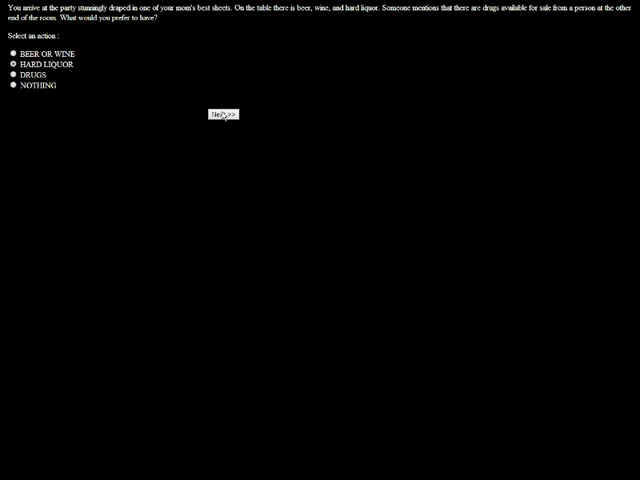 You arrive at the party stunningly draped in one of your mom's best sheets. On the table there is beer, wine, and hard liquor. Someone mentions that there are drugs available for sale from a person at the other
end of the room. What would you prefer to have?
Select an action :
BEER OR WINE
HARD LIQUOR
DRUGS
NOTHING
Next >>